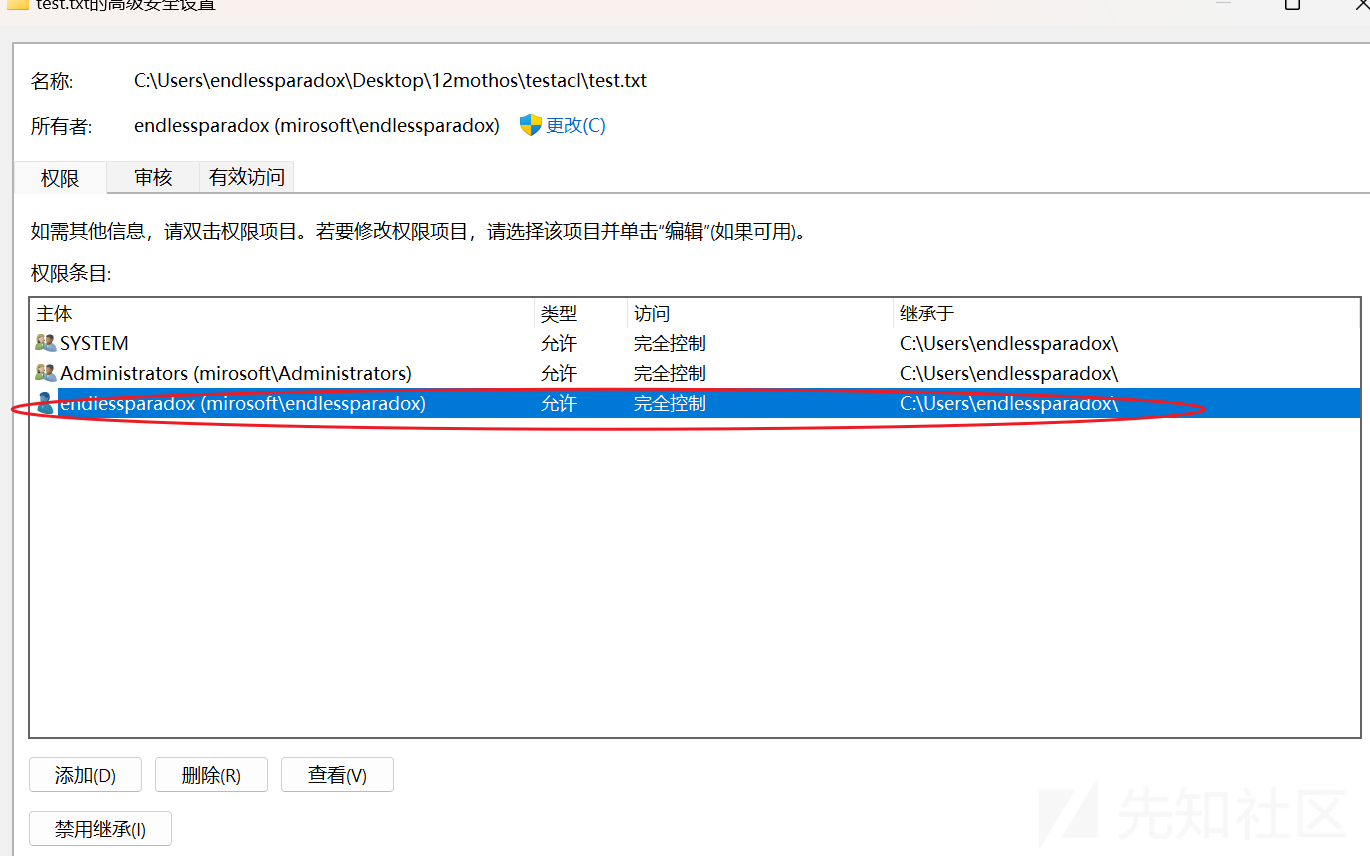 test.txt的高级安全设置
名称: C:\Users\endlessparadox\Desktop\12mothos\testacl\test.txt
所有者: endlessparadox (mirosoft\endlessparadox) 更改(C)
权限 审核 有效访问
如需其他信息，请双击权限项目。若要修改权限项目，请选择该项目并单击“编辑”(如果可用)。
权限条目:
主体 类型 访问 继承于
SYSTEM 允许 完全控制 C:\Users\endlessparadox\
Administrators (mirosoft\Administrators) 允许 完全控制 C:\Users\endlessparadox\
endlessparadox (mirosoft\endlessparadox) 允许 完全控制 C:\Users\endlessparadox\
添加(D) 删除(R) 查看(V)
禁用继承(I)
先知社区